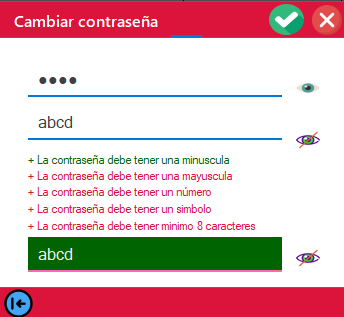 Cambiar contraseña
••••
abcd
+ La contraseña debe tener una minuscula
+ La contraseña debe tener una mayuscula
+ La contraseña debe tener un número
+ La contraseña debe tener un simbolo
+ La contraseña debe tener minimo 8 caracteres
abcd